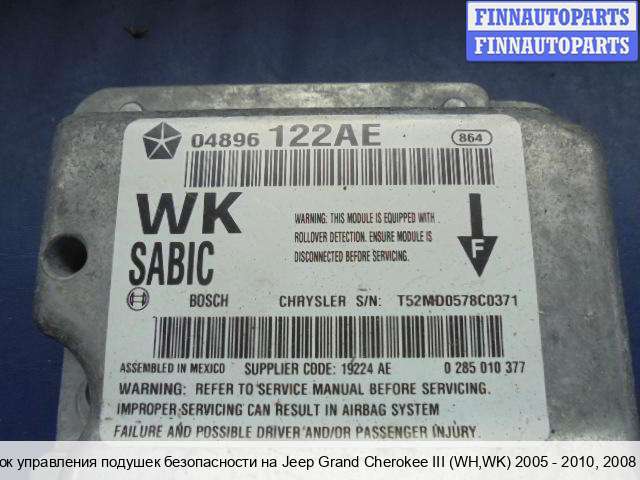 FINNAUTOPARTS
FINNAUTOPARTS
04896 122AE
864
WK
SABIC
WARNING: THIS MODULE IS EQUIPPED WITH
ROLLOVER DETECTION. ENSURE MODULE IS
DISCONNECTED BEFORE SERVICING.
F
BOSCH CHRYSLER S/N: T52MD0578C0371
ASSEMBLED IN MEXICO SUPPLIER CODE: 19224 AE 0 285 010 377
WARNING: REFER TO SERVICE MANUAL BEFORE SERVICING.
IMPROPER SERVICING CAN RESULT IN AIRBAG SYSTEM
FAILURE AND POSSIBLE DRIVER AND/OR PASSENGER INJURY.
ок управления подушек безопасности на Jeep Grand Cherokee III (WH,WK) 2005 - 2010, 2008